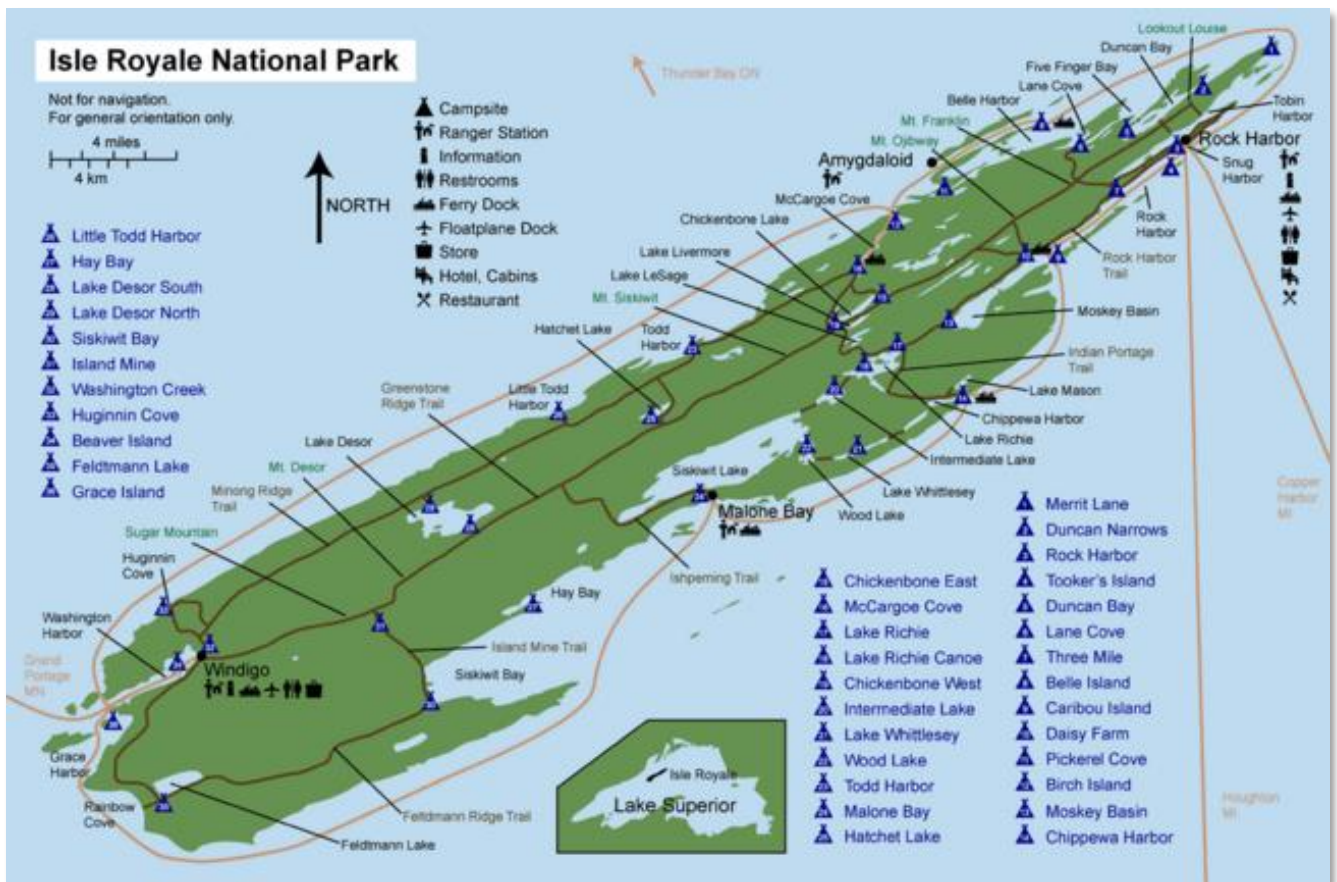 Isle Royale National Park
Not for navigation.
For general orientation only.
4 miles
4 km
NORTH
Campsite
Ranger Station
Information
Restrooms
Ferry Dock
Floatplane Dock
Store
Hotel, Cabins
Restaurant
Little Todd Harbor
Hay Bay
Lake Desor South
Lake Desor North
Siskiwit Bay
Island Mine
Washington Creek
Huginnin Cove
Beaver Island
Feldtmann Lake
Grace Island
Thunder Bay ON
Lookout Louise
Duncan Bay
Five Finger Bay
Lane Cove
Belle Harbor
Mt. Franklin
Mt. Ojibway
Tobin
Harbor
Rock Harbor
Snug
Harbor
Amygdaloid
McCargoe Cove
Chickenbone Lake
Lake Livermore
Lake LeSage
Mt. Siskiwit
Hatchet Lake
Todd
Harbor
Rock
Harbor
Rock Harbor
Trail
Moskey Basin
Indian Portage
Trail
Lake Mason
Chippewa Harbor
Lake Richie
Intermediate Lake
Lake Whittlesey
Wood Lake
Greenstone
Ridge Trail
Little Todd
Harbor
Lake Desor
Mt. Desor
Minong Ridge
Trail
Sugar Mountain
Huginnin
Cove
Washington
Harbor
Siskiwit Lake
Malone Bay
Ishpeming Trail
Hay Bay
Island Mine Trail
Siskiwit Bay
Grand
Portage
MN
Windigo
Grace
Harbor
Rainbow
Cove
Feldtmann Ridge Trail
Feldtmann Lake
Isle Royale
Lake Superior
Copper
Harbor
MI
Houghton
MI
Chickenbone East
McCargoe Cove
Lake Richie
Lake Richie Canoe
Chickenbone West
Intermediate Lake
Lake Whittlesey
Wood Lake
Todd Harbor
Malone Bay
Hatchet Lake
1 Merrit Lane
2 Duncan Narrows
Rock Harbor
Tooker's Island
Duncan Bay
Lane Cove
Three Mile
Belle Island
Caribou Island
Daisy Farm
Pickerel Cove
Birch Island
Moskey Basin
Chippewa Harbor